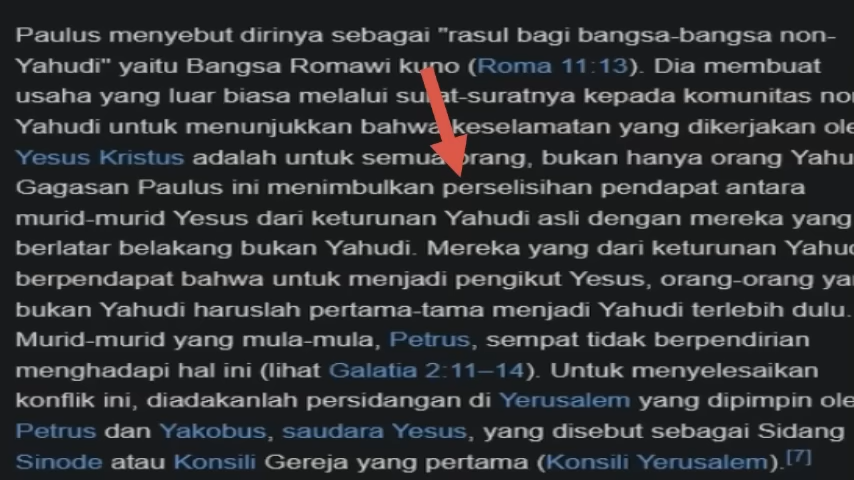 Paulus menyebut dirinya sebagai "rasul bagi bangsa-bangsa non-
Yahudi" yaitu Bangsa Romawi kuno (Roma 11:13). Dia membuat
usaha yang luar biasa melalui surat-suratnya kepada komunitas
Yahudi untuk menunjukkan bahwa keselamatan yang dikerjakan
Yesus Kristus adalah untuk semua orang, bukan hanya orang
Gagasan Paulus ini menimbulkan perselisihan pendapat antara
murid-murid Yesus dari keturunan Yahudi asli dengan mereka yang
berlatar belakang bukan Yahudi. Mereka yang dari keturunan
berpendapat bahwa untuk menjadi pengikut Yesus, orang-orang
bukan Yahudi haruslah pertama-tama menjadi Yahudi terlebih dulu.
Murid-murid yang mula-mula, Petrus, sempat tidak berpendirian
menghadapi hal ini (lihat Galatia 2:11–14). Untuk menyelesaikan
konflik ini, diadakanlah persidangan di Yerusalem yang dipimpin
Petrus dan Yakobus, saudara Yesus, yang disebut sebagai Sidang
Sinode atau Konsili Gereja yang pertama (Konsili Yerusalem).[7]